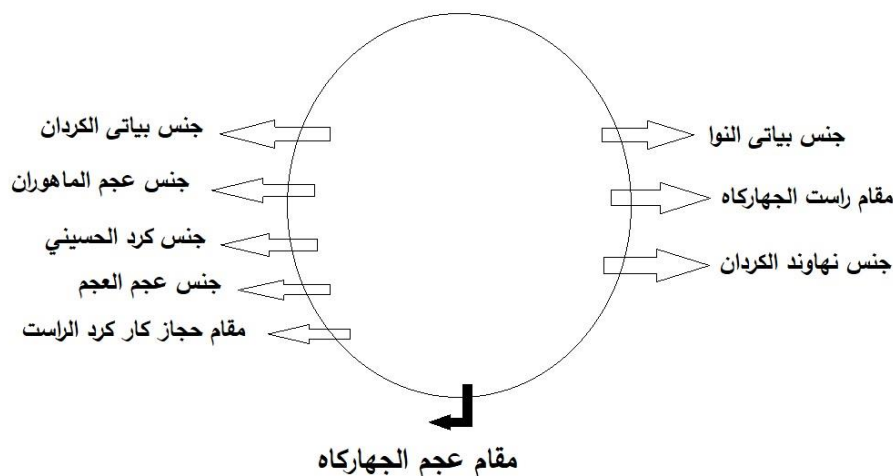 جنس بياتى النوا
مقام راست الجهاركاه
جنس نهاوند الكردان
جنس بياتى الكردان
جنس عجم الماهوران
جنس كرد الحسيني
جنس عجم العجم
مقام حجاز كار كرد الراست
مقام عجم الجهاركاه